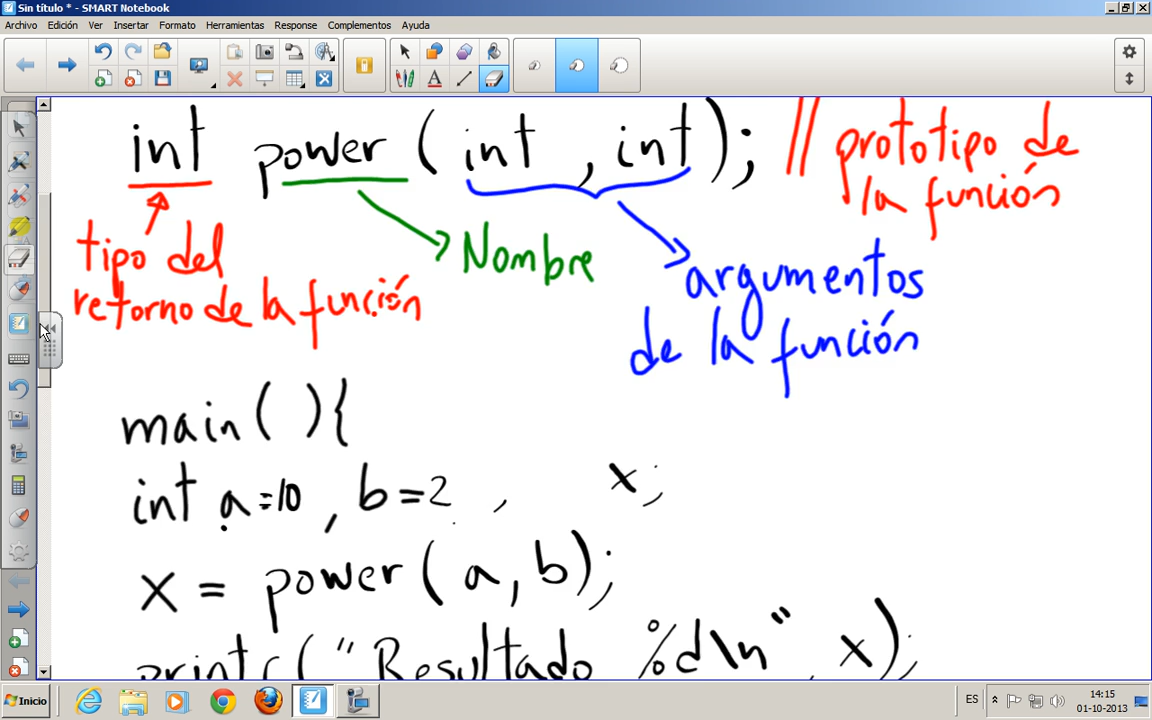 Sin título * - SMART Notebook
Archivo Edición Ver Insertar Formato Herramientas Response Complementos Ayuda
int power ( int , int ); // prototipo de
la función
tipo del
retorno de la función
Nombre
argumentos
de la función
main( ){
int a=10 , b=2 , x;
x = power( a, b);
printf( " Resultado %d\n" , x);
Inicio
ES
14:15
01-10-2013